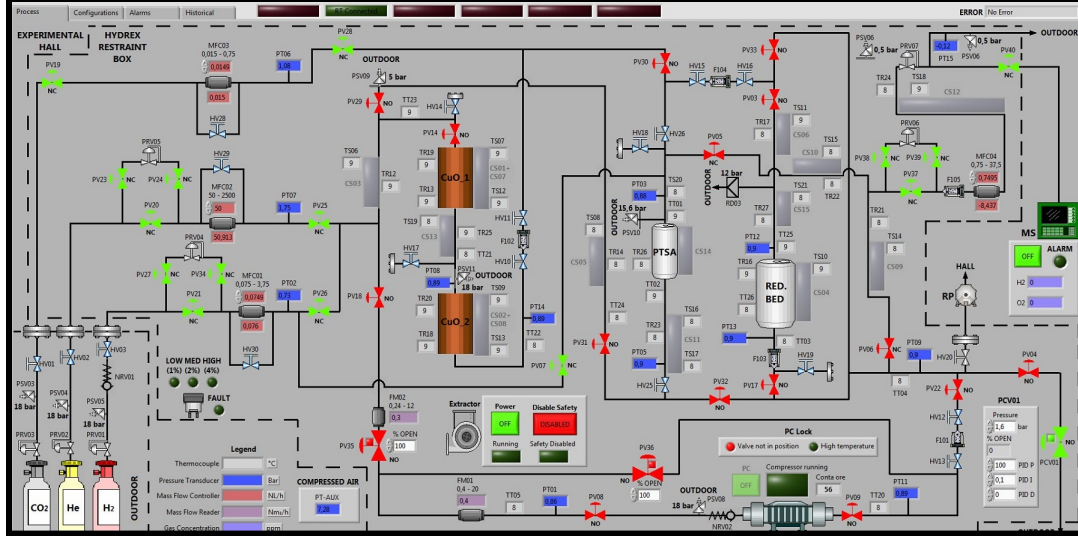 Process
Configurations
Alarms
Historical
RT Connected
ERROR
No Error
EXPERIMENTAL
HALL
HYDREX
RESTRAINT
BOX
MFC03
0,015 - 0,75
0,0149
0,015
PT06
1,08
PV28
PV19
NC
NC
HV28
OUTDOOR
PSV09
5 bar
PV29
NO
TT23
9
HV14
PV14
NO
PV30
NO
HV15
F104
HV16
PV33
NO
PV03
NO
PSV06
0,5 bar
PRV07
-0,12
PT15
PSV06
0,5 bar
OUTDOOR
PV40
NC
TR24
8
TS18
9
CS12
PRV05
PV23
NC
PV24
NC
HV29
MFC02
50 - 2500
50
50,913
PV20
NC
PT07
1,75
PV25
NC
TS06
9
CS03
TR12
9
TR19
9
CuO_1
TR13
9
TS07
9
CS01+
CS07
TS12
9
HV18
HV26
PV05
NC
TR17
8
TS11
9
CS06
TS15
8
CS10
8
TR22
PRV06
PV38
NC
PV39
NC
PV37
NC
F105
MFC04
0,75 - 37,5
0,7495
-8,437
12 bar
OUTDOOR
RD03
TS21
8
CS15
TR27
8
PT03
0,88
TS20
8
TT01
9
15,6 bar
OUTDOOR
PSV10
PRV04
PV27
NC
PV34
NC
MFC01
0,075 - 3,75
0,0749
0,076
PV21
NC
PT02
0,73
PV26
NC
HV30
TS19
8
CS13
HV17
TR25
8
TT21
8
PT08
0,89
PSV11
OUTDOOR
18 bar
HV11
F102
HV10
TS08
8
CS05
TR14
8
TR26
8
PTSA
CS14
PT12
0,9
TT25
9
TR16
9
RED.
BED
TS10
9
CS04
TT26
8
TR21
8
TS14
8
CS09
MS
ALARM
OFF
H2
0
O2
0
HALL
RP
PV18
NO
TR20
9
CuO_2
TR18
9
TS09
9
CS02+
CS08
TS13
9
PT14
0,89
TT22
8
PV07
NC
TT24
8
PV31
NO
TT02
9
TR23
8
TS16
8
CS11
TS17
8
PT05
0,9
HV25
PV32
NO
PT13
0,9
TT03
8
F103
PV17
NO
HV19
PV06
NC
PT09
0,9
8
TT04
HV20
PV22
NO
PV04
NO
HV01
HV02
HV03
NRV01
PSV03
18 bar
PSV04
18 bar
PSV05
18 bar
PRV03
PRV02
PRV01
CO2
He
H2
OUTDOOR
LOW MED HIGH
(1%) (2%) (4%)
FAULT
Legend
Thermocouple
°C
Pressure Transducer
Bar
Mass Flow Controller
NL/h
Mass Flow Reader
Nm3/h
Gas Concentration
ppm
COMPRESSED AIR
PT-AUX
7,28
FM02
0,24 - 12
0,3
PV35
NO
% OPEN
100
Extractor
Power
OFF
Running
Disable Safety
DISABLED
Safety Disabled
PV36
NO
% OPEN
100
PC Lock
Valve not in position
High temperature
PC
OFF
Compressor running
Conta ore
56
HV12
F101
HV13
PCV01
Pressure
1,6
bar
% OPEN
0
100
PID P
0,1
PID I
0
PID D
PCV01
NC
FM01
0,4 - 20
0,4
TT05
8
PT01
0,86
PV08
NO
OUTDOOR
18 bar
PSV08
NRV02
PV09
NO
TT20
8
PT11
0,89
OUTDOOR